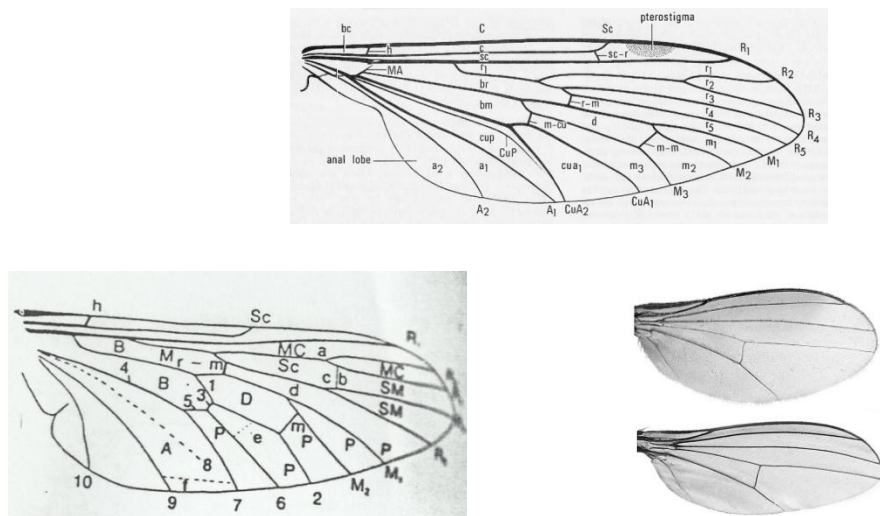 pterostigma
bc C Sc
h c R1
sc sc-r
MA r1 r1 R2
br r2
bm r-m r3 R3
m-cu d r4 R4
cup r5 R5
CuP m-m m1 M1
anal lobe cua1 m3 m2 M2
a2 a1 M3
A2 A1 CuA2 CuA1
h Sc
B MC a
M r - m Sc MC
4 B 1 c b SM
5 3 D d SM
P e m P
A P P
8 P
10 f
9 7 6 2 M2 M1